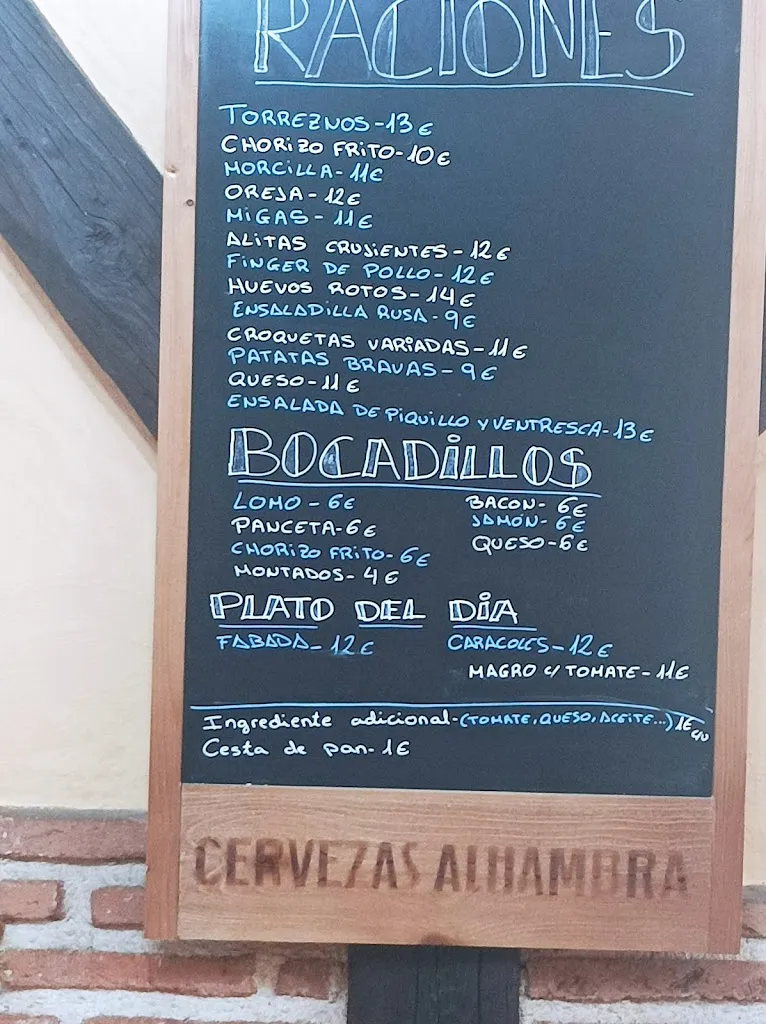 RACIONES
TORREZNOS-13€
CHORIZO FRITO-10€
MORCILLA-11€
OREJA-12€
MIGAS-11€
ALITAS CRUJIENTES-12€
FINGER DE POLLO-12€
HUEVOS ROTOS-14€
ENSALADILLA RUSA-9€
CROQUETAS VARIADAS-11€
PATATAS BRAVAS-9€
QUESO-11€
ENSALADA DE PIQUILLO Y VENTRESCA-13€
BOCADILLOS
LOMO-6€ BACON-6€
PANCETA-6€ JAMÓN-6€
CHORIZO FRITO-6€ QUESO-6€
MONTADOS-4€
PLATO DEL DÍA
FABADA-12€ CARACOLES-12€
MAGRO C/ TOMATE-11€
Ingrediente adicional-(TOMATE, QUESO, ACEITE...) 1€ c/u
Cesta de pan-1€
CERVEZAS ALHAMBRA